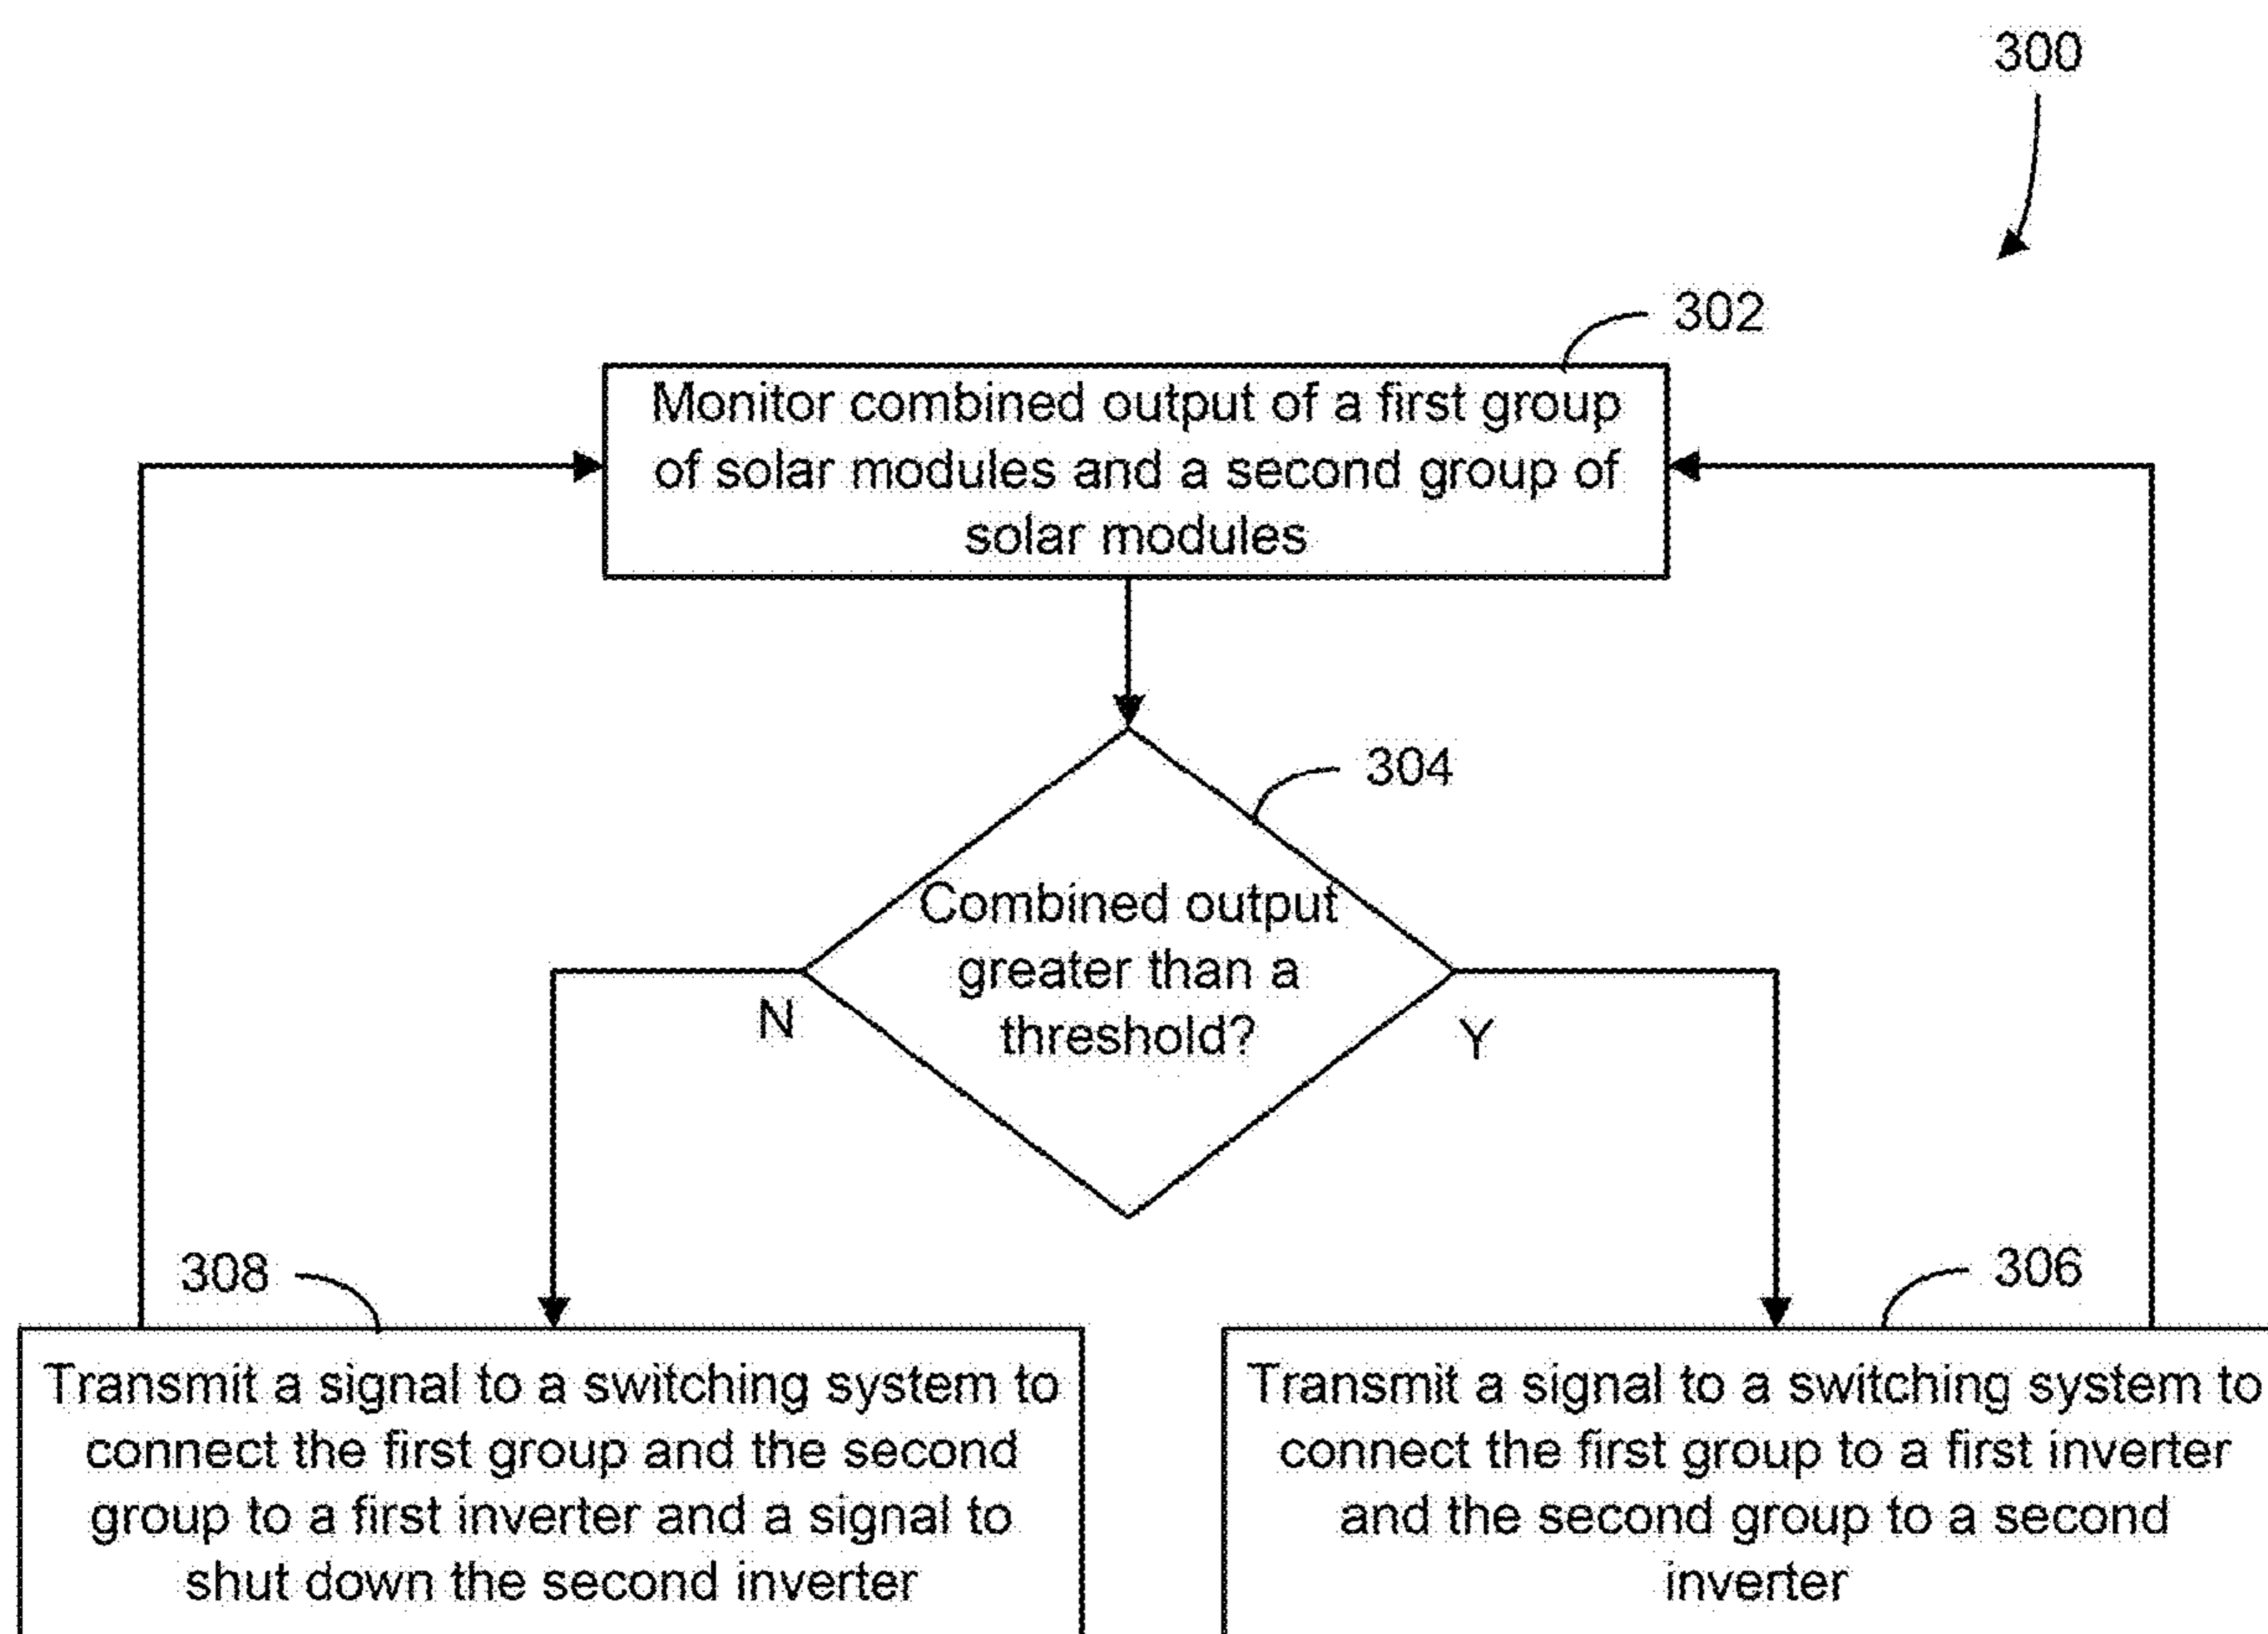 300
302
Monitor combined output of a first group
of solar modules and a second group of
solar modules
304
Combined output
greater than a
threshold?
N
Y
308
306
Transmit a signal to a switching system to
connect the first group and the second
group to a first inverter and a signal to
shut down the second inverter
Transmit a signal to a switching system to
connect the first group to a first inverter
and the second group to a second
inverter